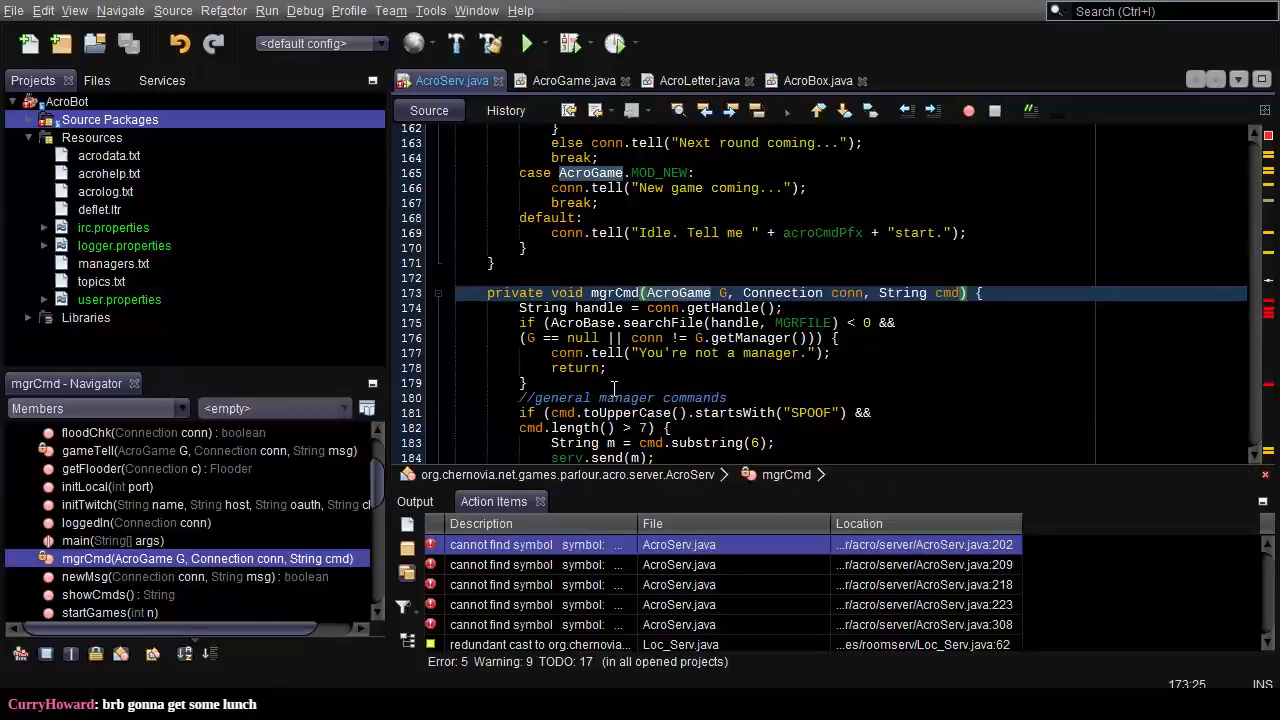 File Edit View Navigate Source Refactor Run Debug Profile Team Tools Window Help
Search (Ctrl+I)
<default config>
Projects Files Services
AcroBot
Source Packages
Resources
acrodata.txt
acrohelp.txt
acrolog.txt
deflet.ltr
irc.properties
logger.properties
managers.txt
topics.txt
user.properties
Libraries
mgrCmd - Navigator
Members <empty>
floodChk(Connection conn) : boolean
gameTell(AcroGame G, Connection conn, String msg)
getFlooder(Connection c) : Flooder
initLocal(int port)
initTwitch(String name, String host, String oauth, String cl
loggedIn(Connection conn)
main(String[] args)
mgrCmd(AcroGame G, Connection conn, String cmd)
newMsg(Connection conn, String msg) : boolean
showCmds() : String
startGames(int n)
AcroServ.java AcroGame.java AcroLetter.java AcroBox.java
Source History
162 }
163 else conn.tell("Next round coming...");
164 break;
165 case AcroGame.MOD_NEW:
166 conn.tell("New game coming...");
167 break;
168 default:
169 conn.tell("Idle. Tell me " + acroCmdPfx + "start.");
170 }
171 }
172
173 private void mgrCmd(AcroGame G, Connection conn, String cmd) {
174 String handle = conn.getHandle();
175 if (AcroBase.searchFile(handle, MGRFILE) < 0 &&
176 (G == null || conn != G.getManager())) {
177 conn.tell("You're not a manager.");
178 return;
179 }
180 //general manager commands
181 if (cmd.toUpperCase().startsWith("SPOOF") &&
182 cmd.length() > 7) {
183 String m = cmd.substring(6);
184 serv.send(m);
org.chernovia.net.games.parlour.acro.server.AcroServ mgrCmd
Output Action Items
Description File Location
cannot find symbol symbol: ... AcroServ.java ...r/acro/server/AcroServ.java:202
cannot find symbol symbol: ... AcroServ.java ...r/acro/server/AcroServ.java:209
cannot find symbol symbol: ... AcroServ.java ...r/acro/server/AcroServ.java:218
cannot find symbol symbol: ... AcroServ.java ...r/acro/server/AcroServ.java:223
cannot find symbol symbol: ... AcroServ.java ...r/acro/server/AcroServ.java:308
redundant cast to org.chernovia... Loc_Serv.java ...es/roomserv/Loc_Serv.java:62
Error: 5 Warning: 9 TODO: 17 (in all opened projects)
173:25 INS
CurryHoward: brb gonna get some lunch